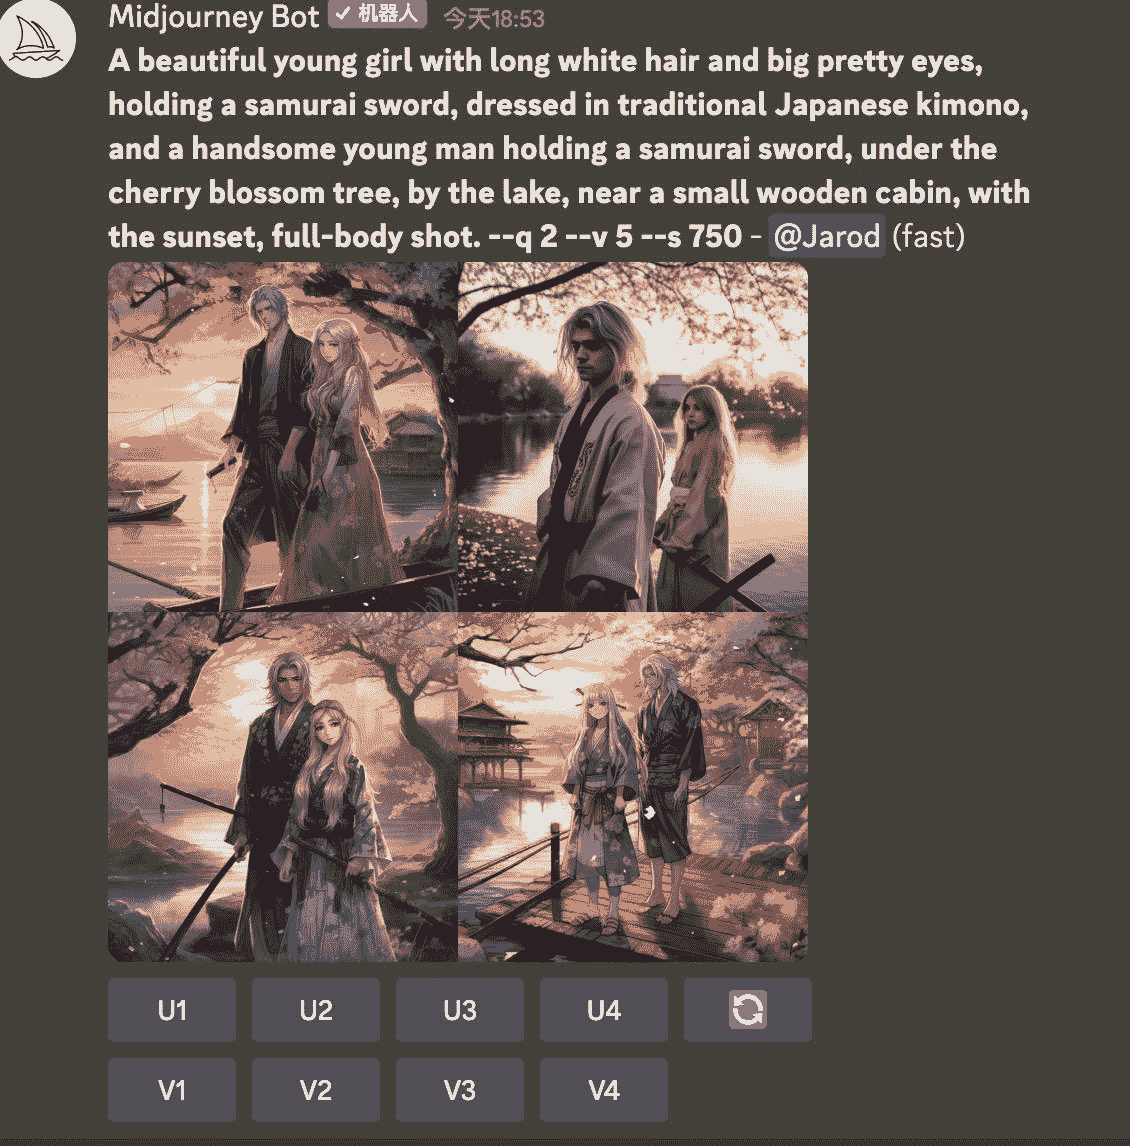 Midjourney Bot ✓ 机器人 今天18:53
A beautiful young girl with long white hair and big pretty eyes,
holding a samurai sword, dressed in traditional Japanese kimono,
and a handsome young man holding a samurai sword, under the
cherry blossom tree, by the lake, near a small wooden cabin, with
the sunset, full-body shot. --q 2 --v 5 --s 750 - @Jarod (fast)
U1 U2 U3 U4
V1 V2 V3 V4